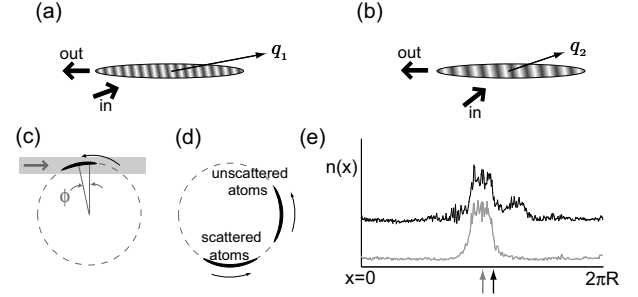 (a)
out
in
q1
(b)
out
in
q2
(c)
ϕ
(d)
unscattered
atoms
scattered
atoms
(e)
n(x)
x=0
2πR